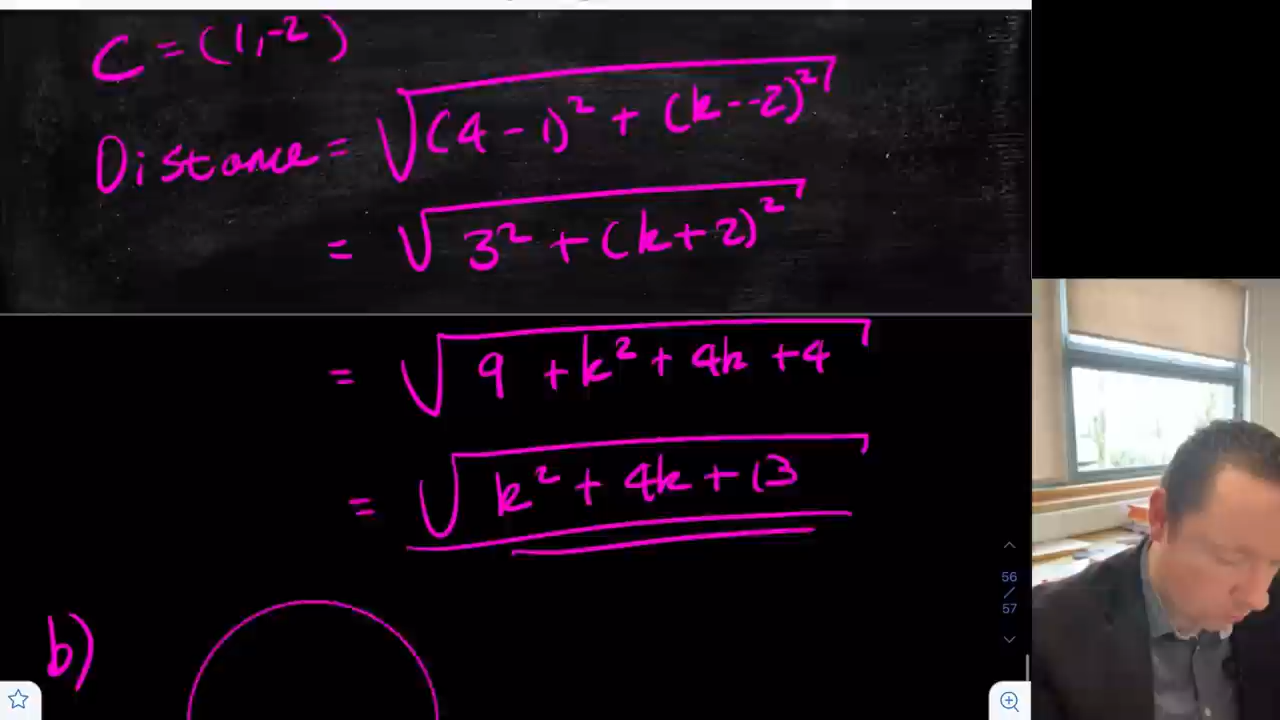 C = (1,-2)
Distance = √((4-1)² + (k--2)²)
= √(3² + (k+2)²)
= √(9 + k² + 4k + 4)
= √(k² + 4k + 13)
56
/
57
b)